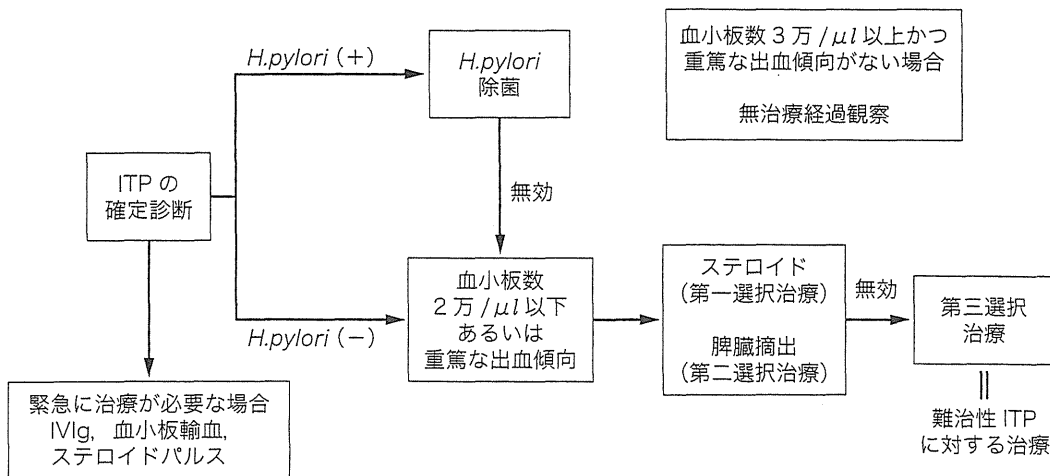 H.pylori (+)
H.pylori
除菌
血小板数 3 万 /μl 以上かつ
重篤な出血傾向がない場合
無治療経過観察
ITP の
確定診断
無効
血小板数
2 万 /μl 以下
あるいは
重篤な出血傾向
H.pylori (−)
ステロイド
(第一選択治療)
脾臓摘出
(第二選択治療)
無効
第三選択
治療
||
難治性 ITP
に対する治療
緊急に治療が必要な場合
IVIg, 血小板輸血,
ステロイドパルス